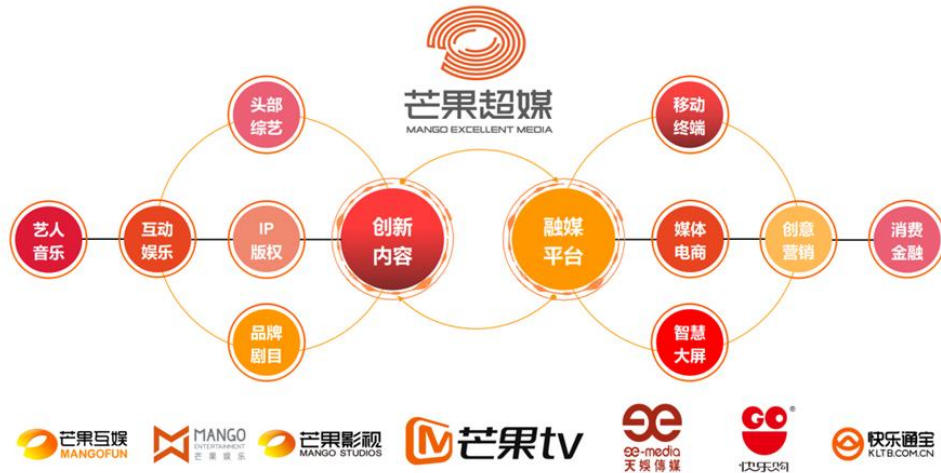 芒果超媒
MANGO EXCELLENT MEDIA
头部
综艺
移动
终端
艺人
音乐
互动
娱乐
IP
版权
创新
内容
融媒
平台
媒体
电商
创意
营销
消费
金融
品牌
剧目
智慧
大屏
芒果互娱
MANGOFUN
MANGO
ENTERTAINMENT
芒果娱乐
芒果影视
MANGO STUDIOS
芒果tv
ee-media
天娱傳媒
GO
®
快乐购
快乐通宝
KLTB.COM.CN